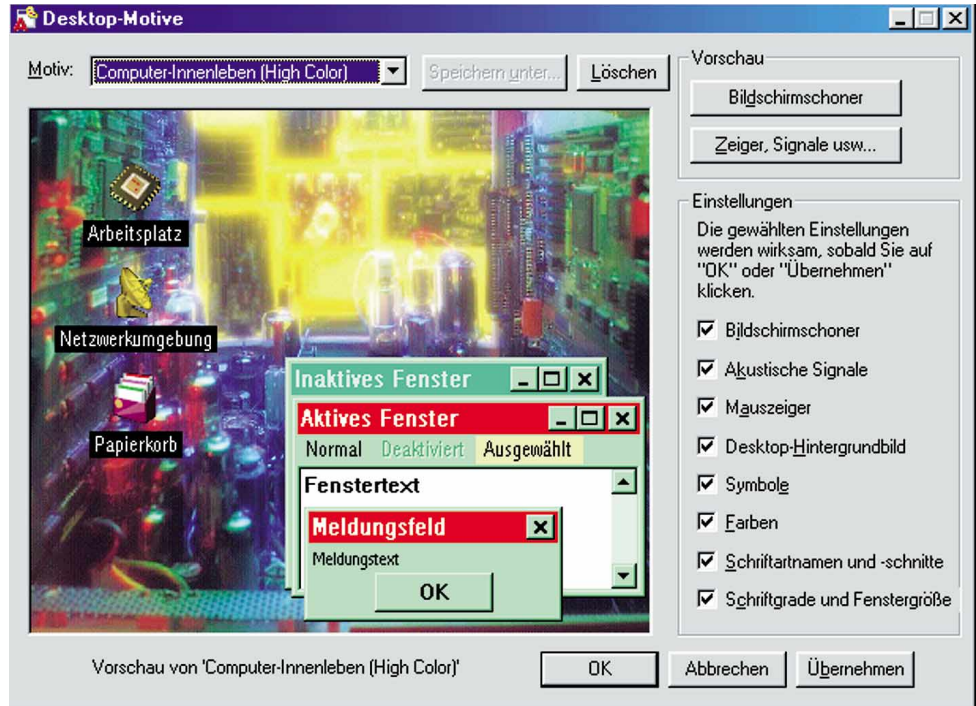 Desktop-Motive
Motiv:
Computer-Innenleben (High Color)
Speichern unter...
Löschen
Vorschau
Bildschirmschoner
Zeiger, Signale usw...
Arbeitsplatz
Netzwerkumgebung
Papierkorb
Inaktives Fenster
Aktives Fenster
Normal Deaktiviert Ausgewählt
Fenstertext
Meldungsfeld
Meldungstext
OK
Einstellungen
Die gewählten Einstellungen
werden wirksam, sobald Sie auf
"OK" oder "Übernehmen"
klicken.
Bildschirmschoner
Akustische Signale
Mauszeiger
Desktop-Hintergrundbild
Symbole
Farben
Schriftartnamen und -schnitte
Schriftgrade und Fenstergröße
Vorschau von 'Computer-Innenleben (High Color)'
OK
Abbrechen
Übernehmen